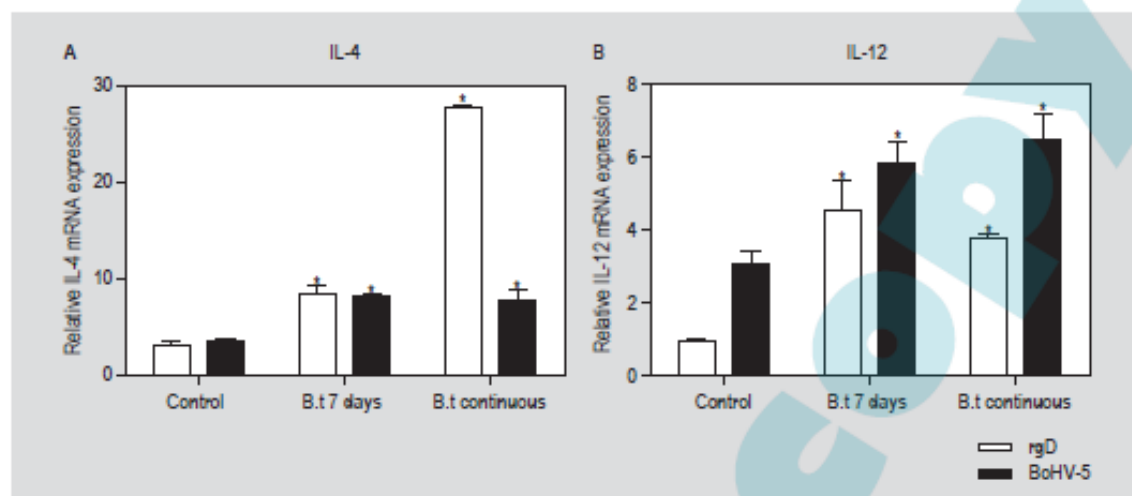 A IL-4
Relative IL-4 mRNA expression
30
20
10
0
* * * *
Control B.t 7 days B.t continuous
B IL-12
Relative IL-12 mRNA expression
8
6
4
2
0
* * * *
Control B.t 7 days B.t continuous
rgD
BoHV-5
copy